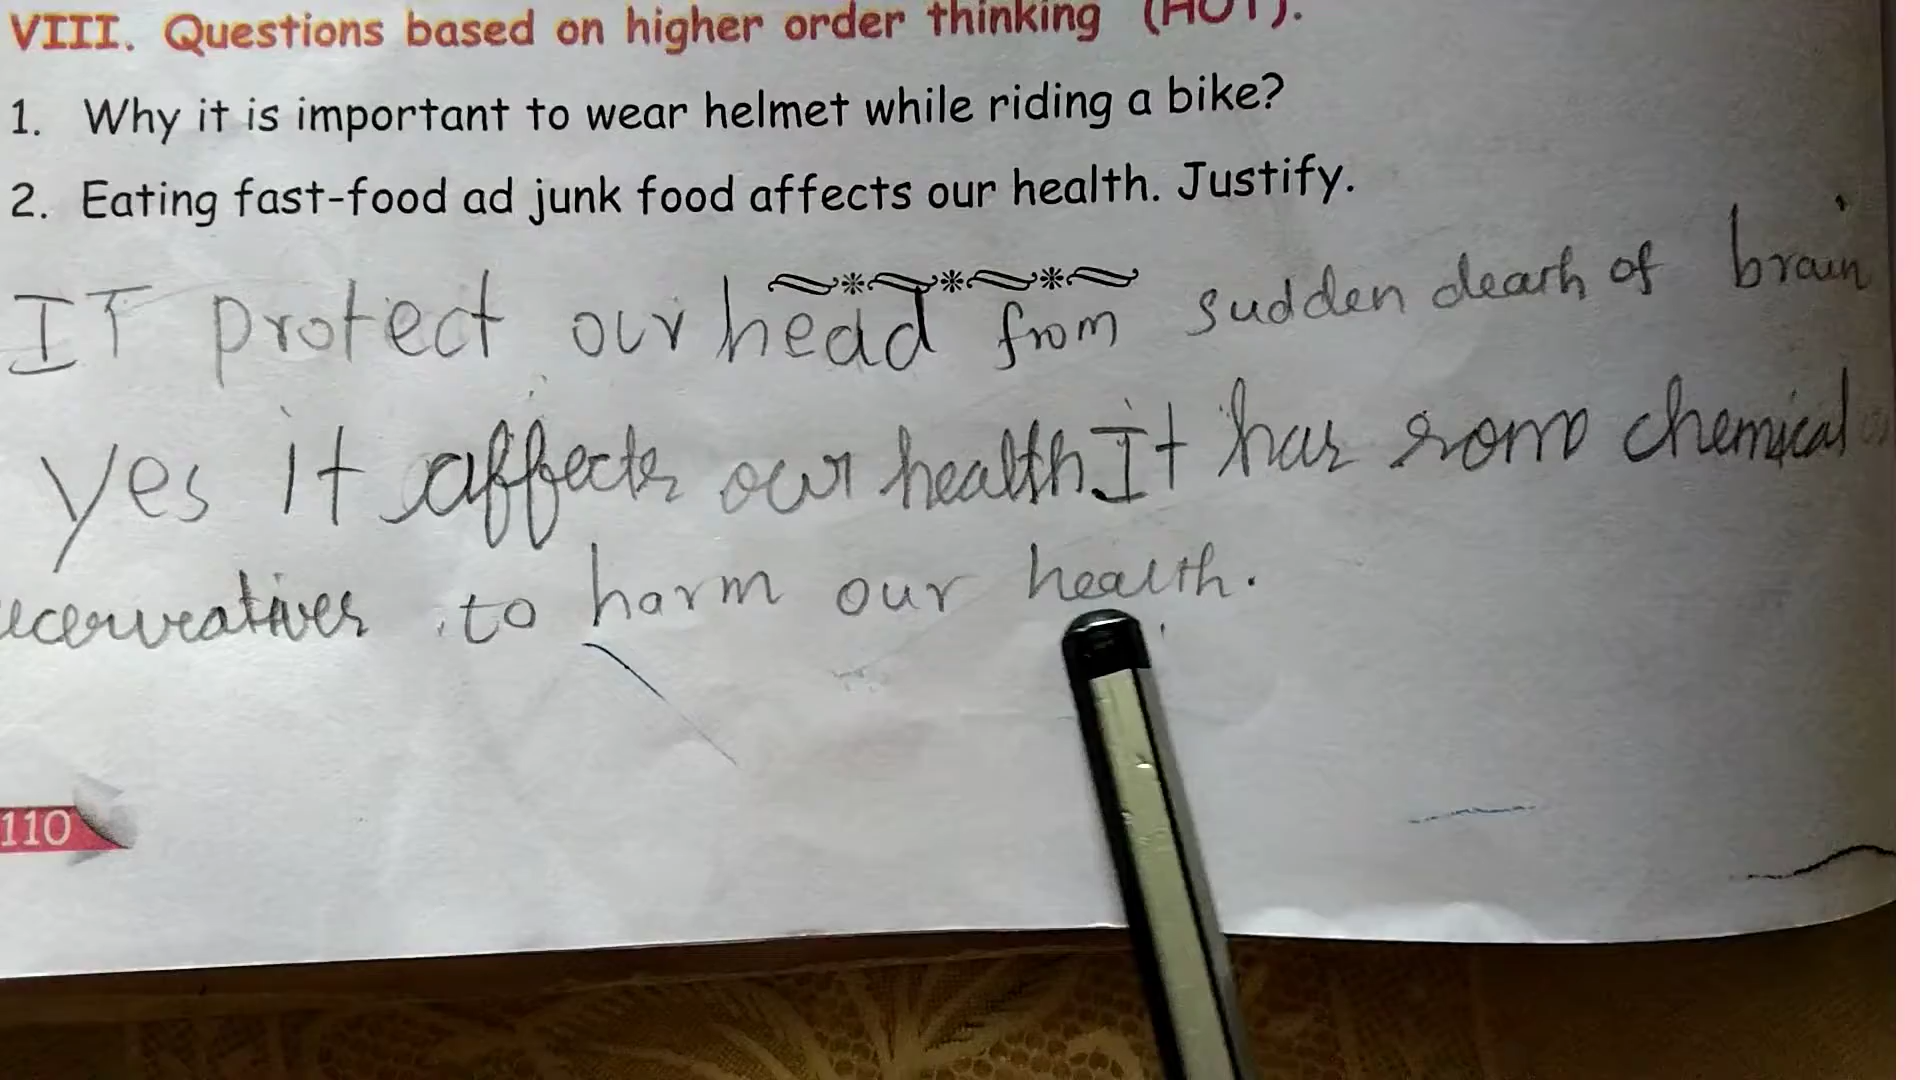 VIII. Questions based on higher order thinking (HOT).
1. Why it is important to wear helmet while riding a bike?
2. Eating fast-food ad junk food affects our health. Justify.
IT protect our head from sudden death of brain
Yes it affects our health It has some chemical
to harm our health.
110